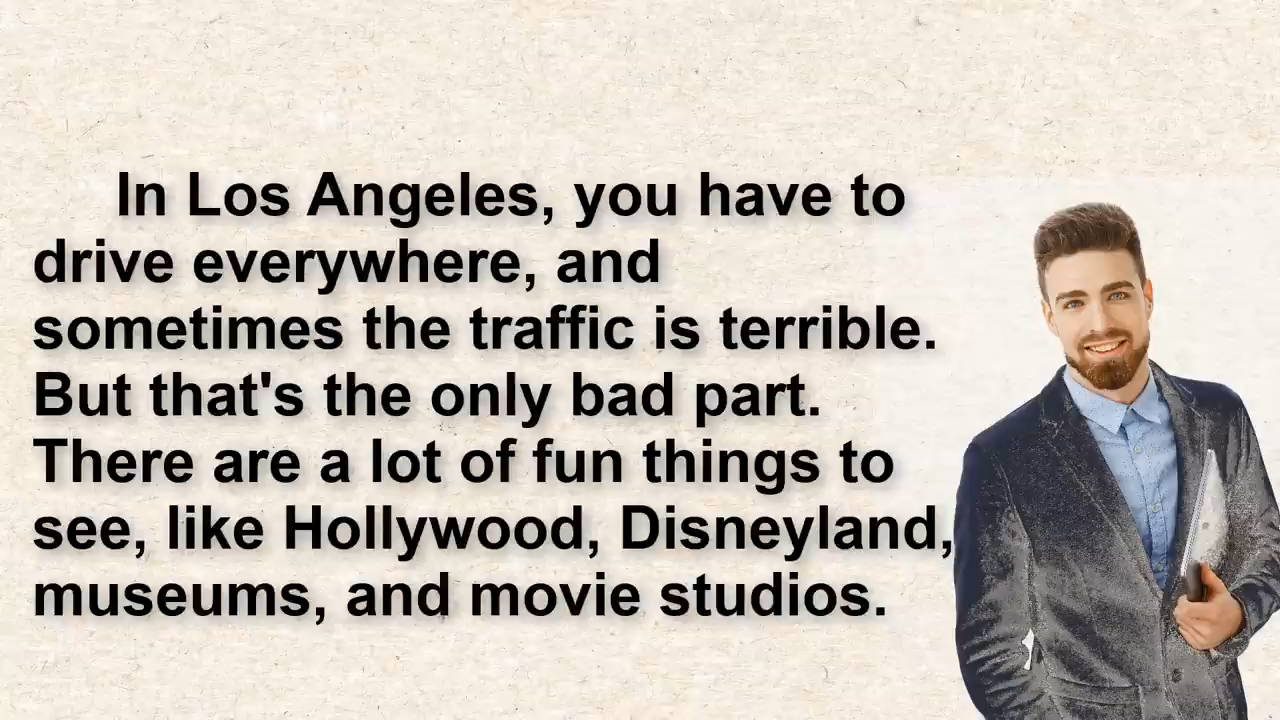 In Los Angeles, you have to
drive everywhere, and
sometimes the traffic is terrible.
But that's the only bad part.
There are a lot of fun things to
see, like Hollywood, Disneyland,
museums, and movie studios.